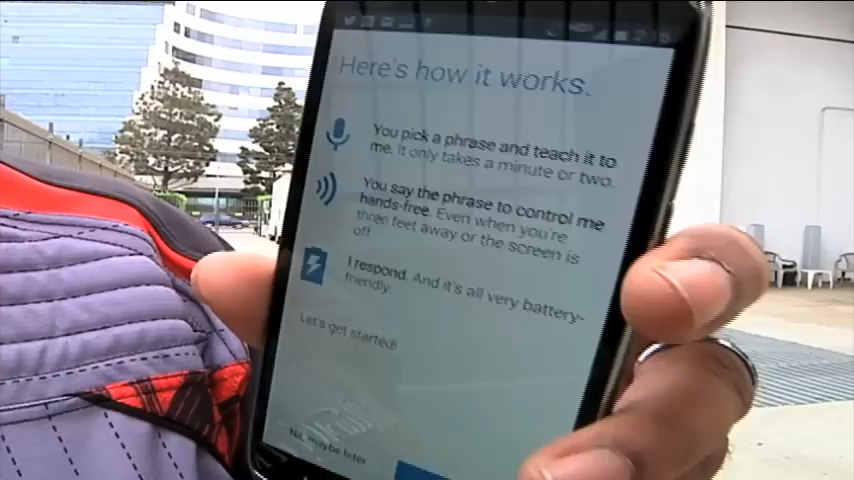 Here's how it works.
You pick a phrase and teach it to
me. It only takes a minute or two.
You say the phrase to control me
hands-free. Even when you're
three feet away or the screen is
off
I respond. And it's all very battery-
friendly.
Let's get started!
No, maybe later